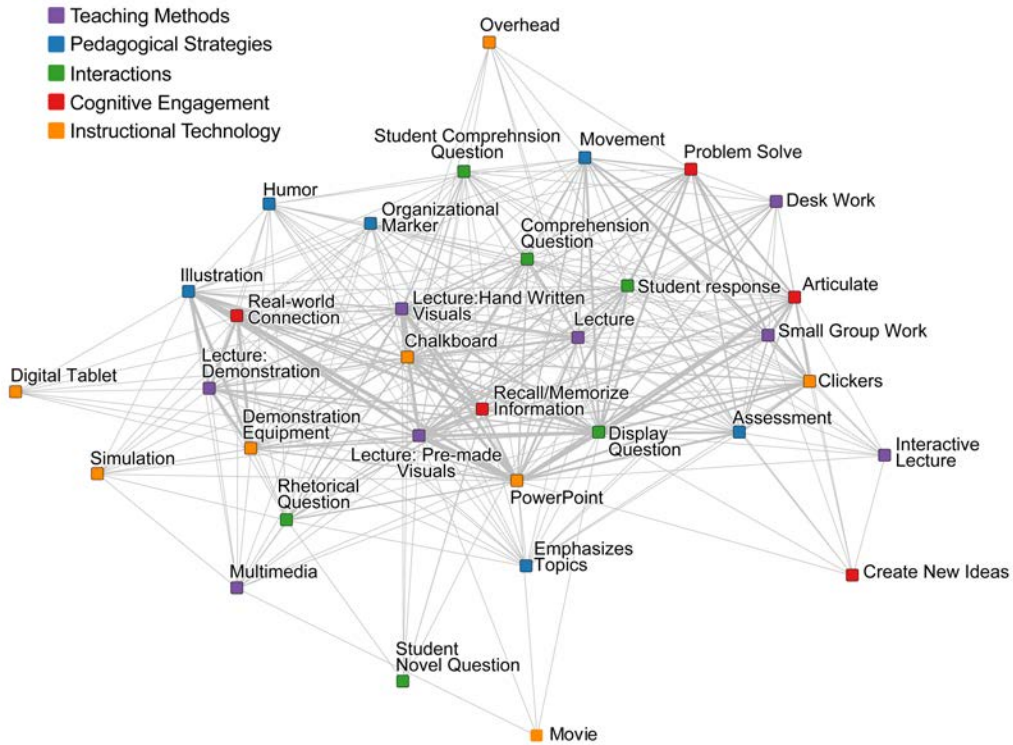 Teaching Methods
Pedagogical Strategies
Interactions
Cognitive Engagement
Instructional Technology
Overhead
Student Comprehnsion
Question
Movement
Problem Solve
Humor
Desk Work
Organizational
Marker
Comprehension
Question
Illustration
Student response
Articulate
Real-world
Connection
Lecture:Hand Written
Visuals
Lecture
Small Group Work
Chalkboard
Lecture:
Demonstration
Digital Tablet
Clickers
Recall/Memorize
Information
Demonstration
Equipment
Assessment
Display
Question
Interactive
Lecture
Simulation
Lecture: Pre-made
Visuals
PowerPoint
Rhetorical
Question
Emphasizes
Topics
Multimedia
Create New Ideas
Student
Novel Question
Movie